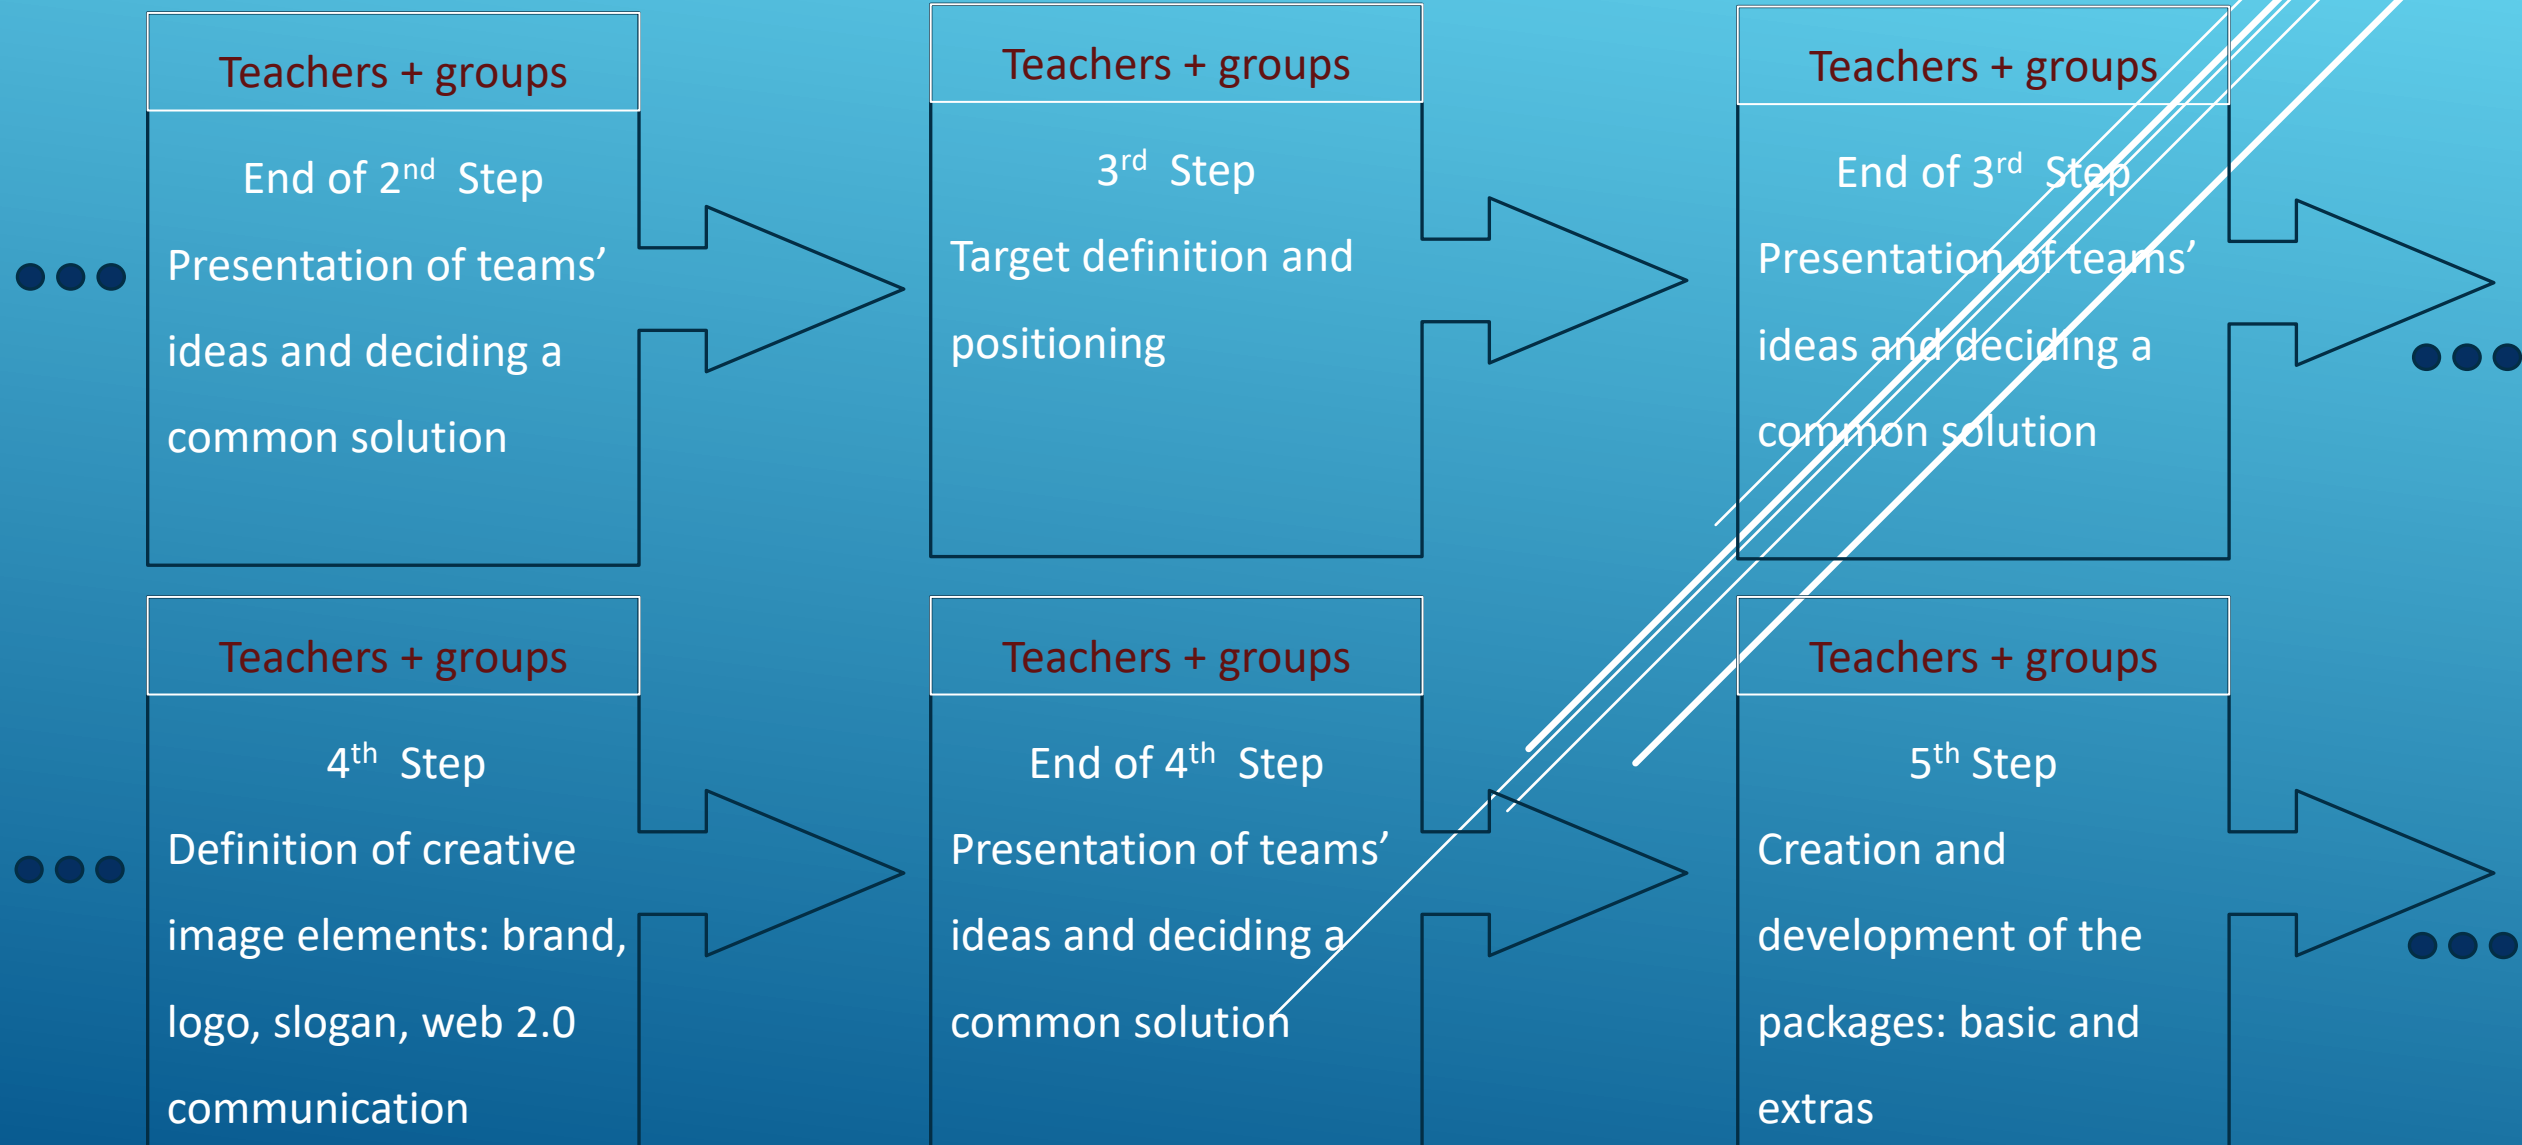 Teachers + groups
End of 2nd Step
Presentation of teams’
ideas and deciding a
common solution
Teachers + groups
3rd Step
Target definition and
positioning
Teachers + groups
End of 3rd Step
Presentation of teams’
ideas and deciding a
common solution
Teachers + groups
4th Step
Definition of creative
image elements: brand,
logo, slogan, web 2.0
communication
Teachers + groups
End of 4th Step
Presentation of teams’
ideas and deciding a
common solution
Teachers + groups
5th Step
Creation and
development of the
packages: basic and
extras